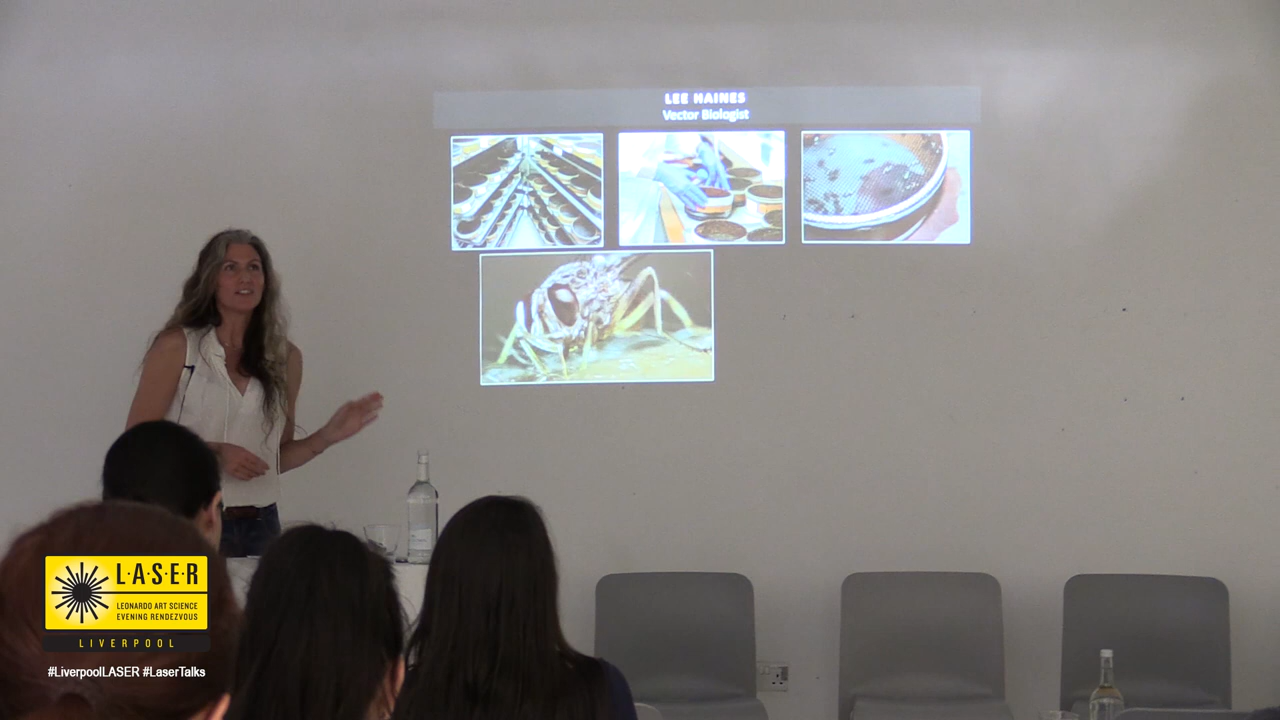 LEE HAINES
Vector Biologist
L·A·S·E·R
LEONARDO ART SCIENCE
EVENING RENDEZVOUS
LIVERPOOL
#LiverpoolLASER #LaserTalks